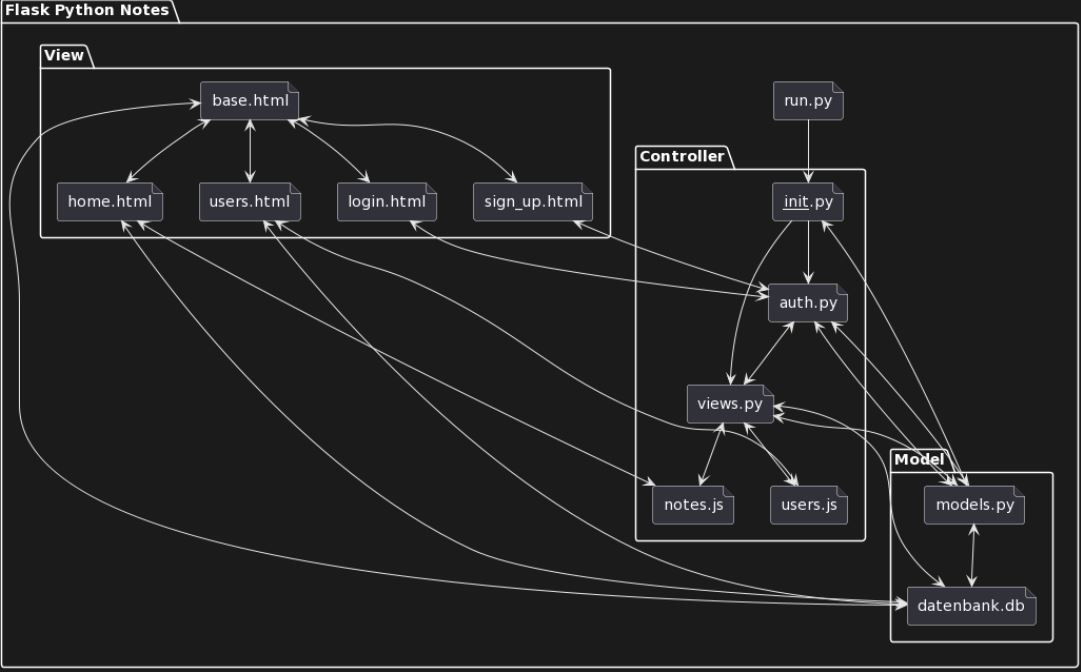 Flask Python Notes
View
base.html
run.py
Controller
home.html
users.html
login.html
sign_up.html
init.py
auth.py
views.py
Model
notes.js
users.js
models.py
datenbank.db